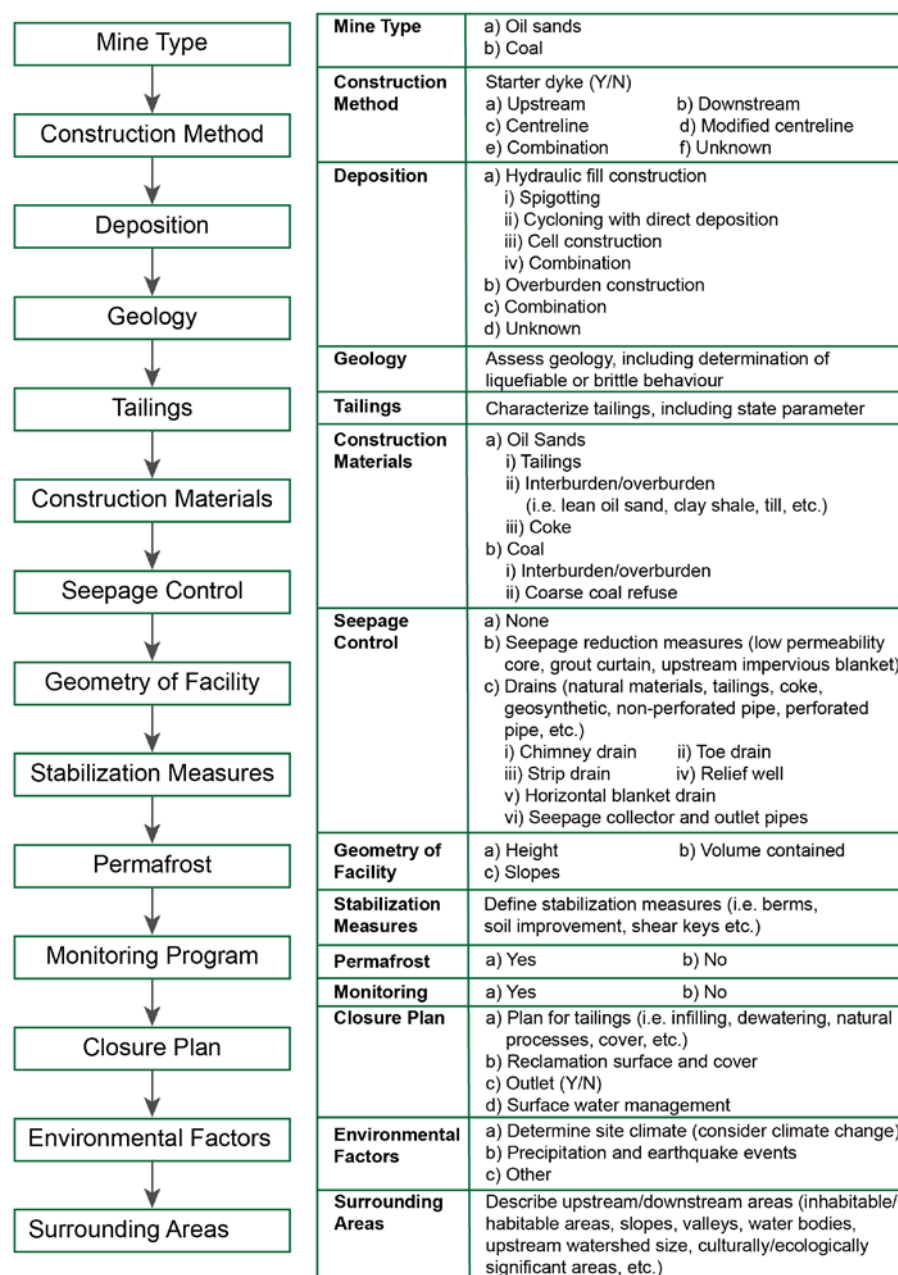 Mine Type
Construction Method
Deposition
Geology
Tailings
Construction Materials
Seepage Control
Geometry of Facility
Stabilization Measures
Permafrost
Monitoring Program
Closure Plan
Environmental Factors
Surrounding Areas
Mine Type
a) Oil sands
b) Coal
Construction
Method
Starter dyke (Y/N)
a) Upstream b) Downstream
c) Centreline d) Modified centreline
e) Combination f) Unknown
Deposition
a) Hydraulic fill construction
i) Spigotting
ii) Cycloning with direct deposition
iii) Cell construction
iv) Combination
b) Overburden construction
c) Combination
d) Unknown
Geology
Assess geology, including determination of
liquefiable or brittle behaviour
Tailings
Characterize tailings, including state parameter
Construction
Materials
a) Oil Sands
i) Tailings
ii) Interburden/overburden
(i.e. lean oil sand, clay shale, till, etc.)
iii) Coke
b) Coal
i) Interburden/overburden
ii) Coarse coal refuse
Seepage
Control
a) None
b) Seepage reduction measures (low permeability
core, grout curtain, upstream impervious blanket)
c) Drains (natural materials, tailings, coke,
geosynthetic, non-perforated pipe, perforated
pipe, etc.)
i) Chimney drain ii) Toe drain
iii) Strip drain iv) Relief well
v) Horizontal blanket drain
vi) Seepage collector and outlet pipes
Geometry of
Facility
a) Height b) Volume contained
c) Slopes
Stabilization
Measures
Define stabilization measures (i.e. berms,
soil improvement, shear keys etc.)
Permafrost
a) Yes b) No
Monitoring
a) Yes b) No
Closure Plan
a) Plan for tailings (i.e. infilling, dewatering, natural
processes, cover, etc.)
b) Reclamation surface and cover
c) Outlet (Y/N)
d) Surface water management
Environmental
Factors
a) Determine site climate (consider climate change)
b) Precipitation and earthquake events
c) Other
Surrounding
Areas
Describe upstream/downstream areas (inhabitable/
habitable areas, slopes, valleys, water bodies,
upstream watershed size, culturally/ecologically
significant areas, etc.)